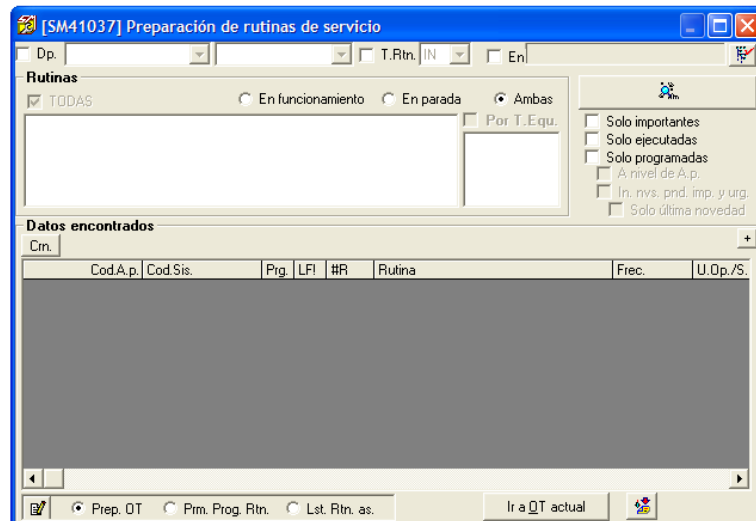 [SM41037] Preparación de rutinas de servicio
Dp. T.Rtn. IN En
Rutinas
TODAS En funcionamiento En parada Ambas
Por T.Equ.
Solo importantes
Solo ejecutadas
Solo programadas
A nivel de A.p.
In. nvs. pnd. imp. y urg.
Solo última novedad
Datos encontrados
Crn. +
Cod.A.p. Cod.Sis. Prg. LF! #R Rutina Frec. U.Op./S.
Prep. OT Prm. Prog. Rtn. Lst. Rtn. as. Ir a OT actual